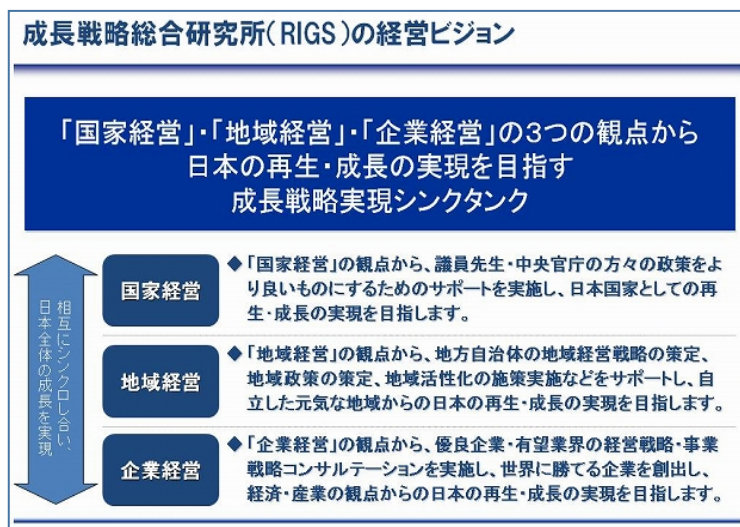 成長戦略総合研究所(RIGS)の経営ビジョン
「国家経営」・「地域経営」・「企業経営」の3つの観点から
日本の再生・成長の実現を目指す
成長戦略実現シンクタンク
相互にシンクロし合い、
日本全体の成長を実現
国家経営
◆「国家経営」の観点から、議員先生・中央官庁の方々の政策をよ
り良いものにするためのサポートを実施し、日本国家としての再
生・成長の実現を目指します。
地域経営
◆「地域経営」の観点から、地方自治体の地域経営戦略の策定、
地域政策の策定、地域活性化の施策実施などをサポートし、自
立した元気な地域からの日本の再生・成長の実現を目指します。
企業経営
◆「企業経営」の観点から、優良企業・有望業界の経営戦略・事業
戦略コンサルテーションを実施し、世界に勝てる企業を創出し、
経済・産業の観点からの日本の再生・成長の実現を目指します。